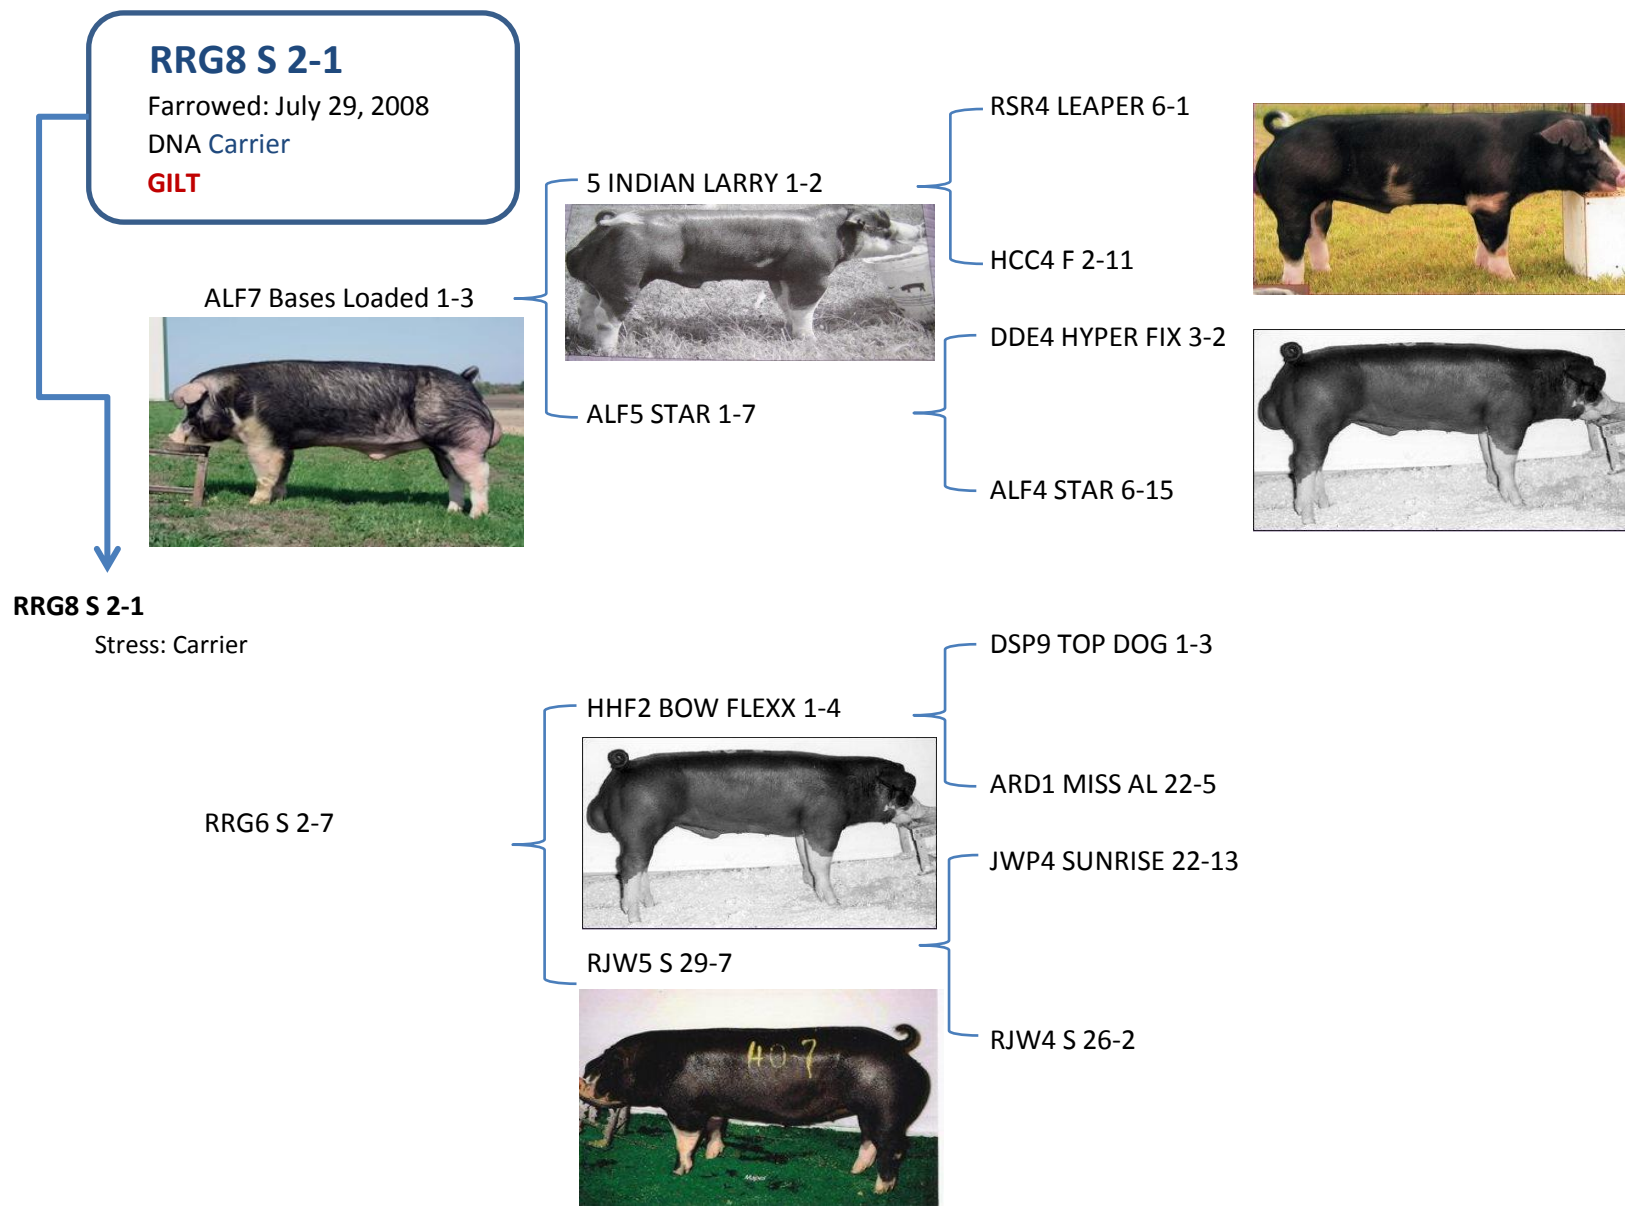 RRG8 S 2-1
Farrowed: July 29, 2008
DNA Carrier
GILT
RSR4 LEAPER 6-1
5 INDIAN LARRY 1-2
HCC4 F 2-11
ALF7 Bases Loaded 1-3
DDE4 HYPER FIX 3-2
ALF5 STAR 1-7
ALF4 STAR 6-15
RRG8 S 2-1
Stress: Carrier
DSP9 TOP DOG 1-3
HHF2 BOW FLEXX 1-4
ARD1 MISS AL 22-5
RRG6 S 2-7
JWP4 SUNRISE 22-13
RJW5 S 29-7
RJW4 S 26-2
40-7